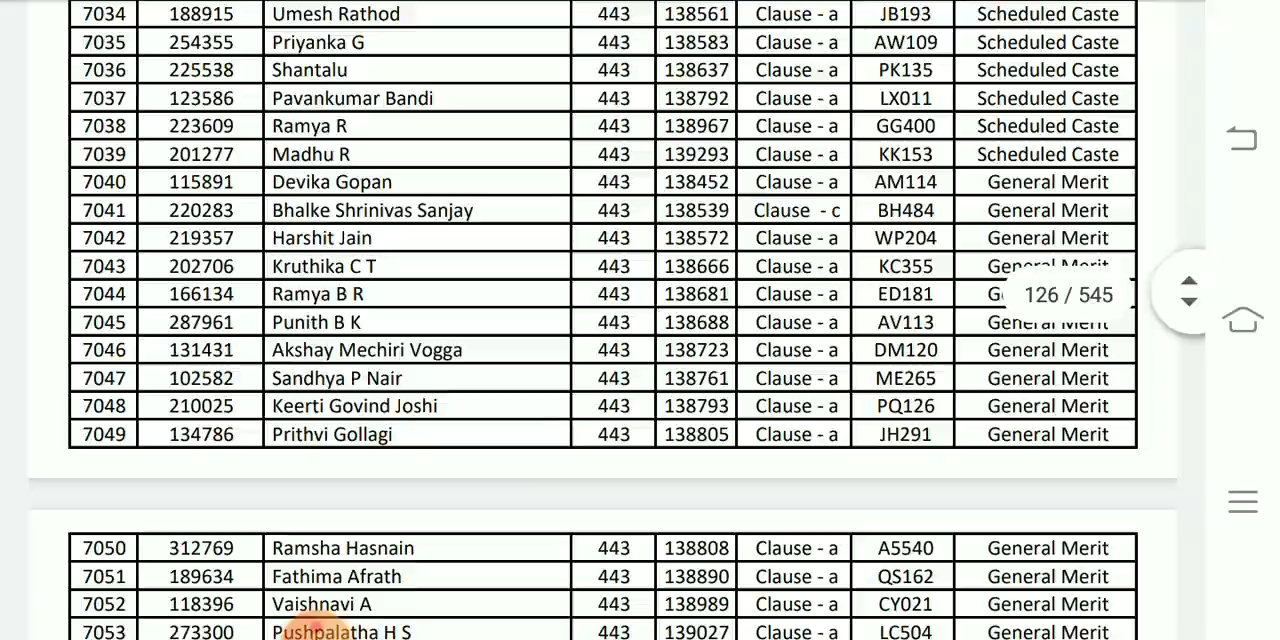 7034 188915 Umesh Rathod 443 138561 Clause - a JB193 Scheduled Caste
7035 254355 Priyanka G 443 138583 Clause - a AW109 Scheduled Caste
7036 225538 Shantalu 443 138637 Clause - a PK135 Scheduled Caste
7037 123586 Pavankumar Bandi 443 138792 Clause - a LX011 Scheduled Caste
7038 223609 Ramya R 443 138967 Clause - a GG400 Scheduled Caste
7039 201277 Madhu R 443 139293 Clause - a KK153 Scheduled Caste
7040 115891 Devika Gopan 443 138452 Clause - a AM114 General Merit
7041 220283 Bhalke Shrinivas Sanjay 443 138539 Clause - c BH484 General Merit
7042 219357 Harshit Jain 443 138572 Clause - a WP204 General Merit
7043 202706 Kruthika C T 443 138666 Clause - a KC355 General Merit
7044 166134 Ramya B R 443 138681 Clause - a ED181
126 / 545
7045 287961 Punith B K 443 138688 Clause - a AV113 General Merit
7046 131431 Akshay Mechiri Vogga 443 138723 Clause - a DM120 General Merit
7047 102582 Sandhya P Nair 443 138761 Clause - a ME265 General Merit
7048 210025 Keerti Govind Joshi 443 138793 Clause - a PQ126 General Merit
7049 134786 Prithvi Gollagi 443 138805 Clause - a JH291 General Merit
7050 312769 Ramsha Hasnain 443 138808 Clause - a A5540 General Merit
7051 189634 Fathima Afrath 443 138890 Clause - a QS162 General Merit
7052 118396 Vaishnavi A 443 138989 Clause - a CY021 General Merit
7053 273300 Pushpalatha H S 443 139027 Clause - a LC504 General Merit